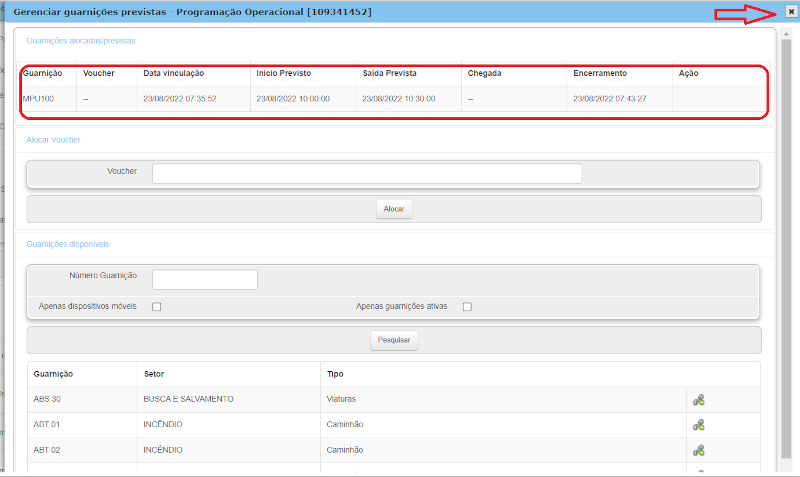 Gerenciar guarnições previstas - Programação Operacional [109341452]
Guarnições alocadas/previstas
Guarnição Voucher Data vinculação Início Previsto Saída Prevista Chegada Encerramento Ação
MPU100 -- 23/08/2022 07:35:52 23/08/2022 10:00:00 23/08/2022 10:30:00 -- 23/08/2022 07:43:27
Alocar Voucher
Voucher
Alocar
Guarnições disponíveis
Número Guarnição
Apenas dispositivos móveis Apenas guarnições ativas
Pesquisar
Guarnição Setor Tipo
ABS 30 BUSCA E SALVAMENTO Viaturas
ABT 01 INCÊNDIO Caminhão
ABT 02 INCÊNDIO Caminhão